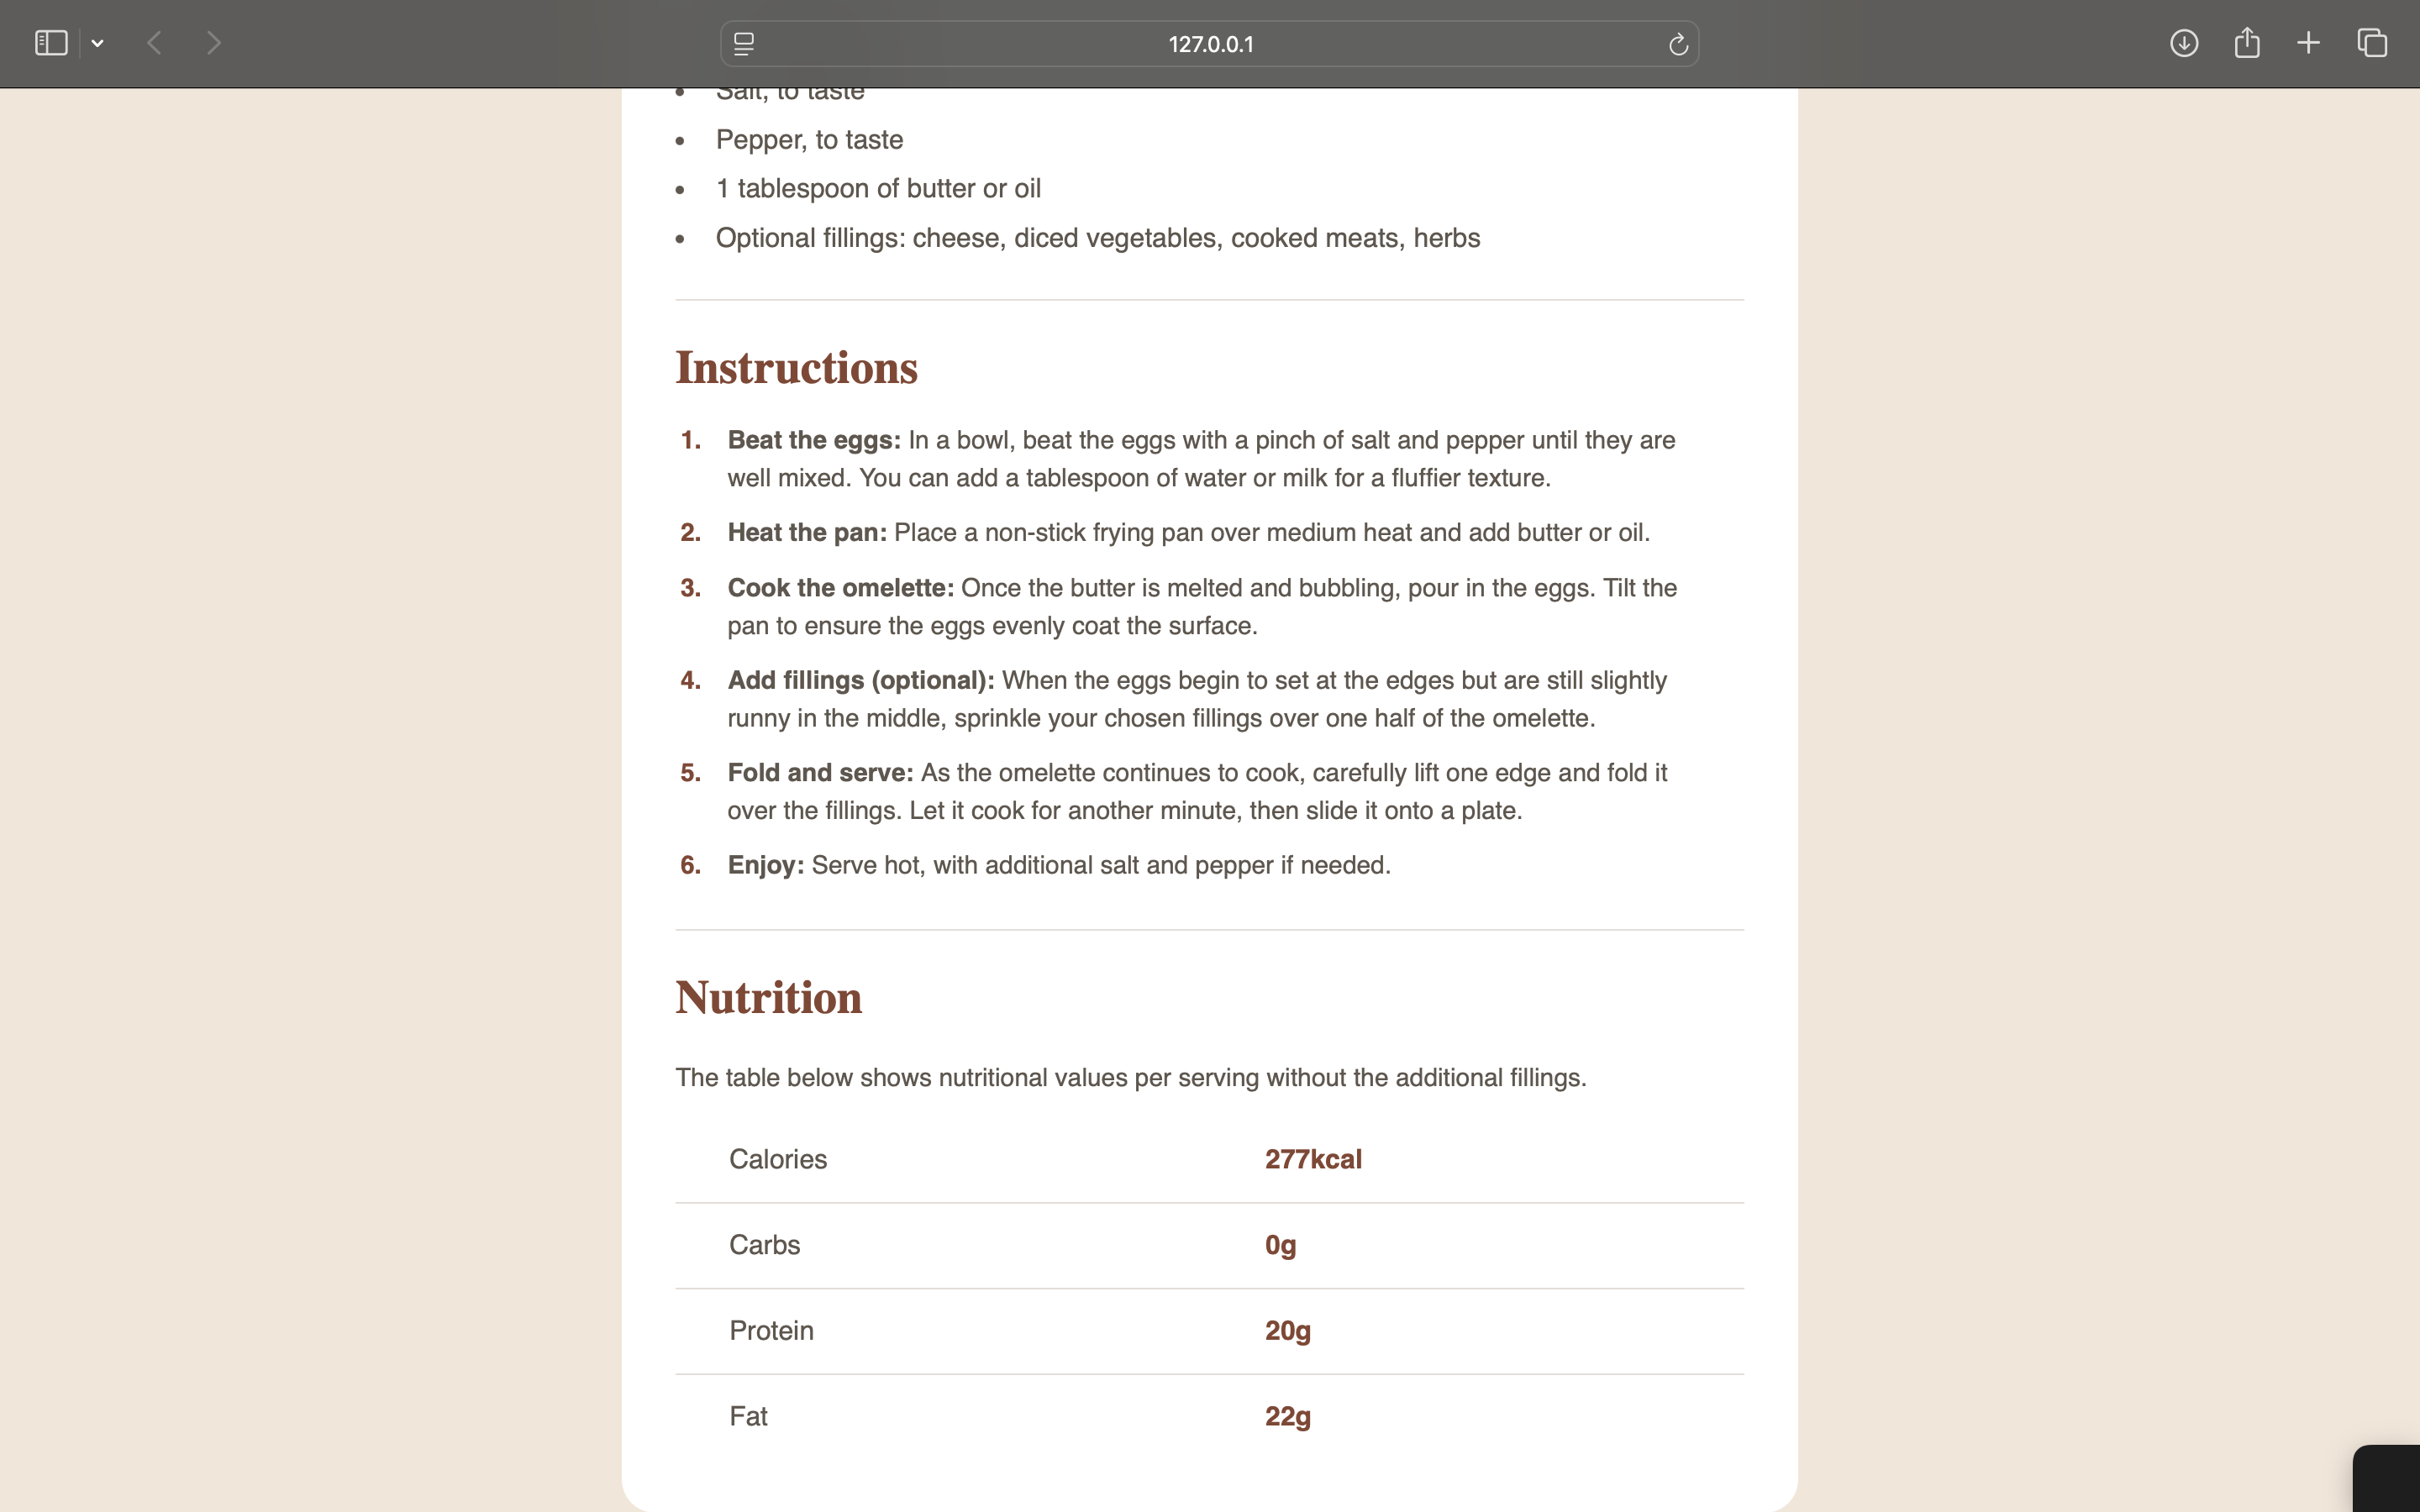 127.0.0.1
Salt, to taste
Pepper, to taste
1 tablespoon of butter or oil
Optional fillings: cheese, diced vegetables, cooked meats, herbs
Instructions
1. Beat the eggs: In a bowl, beat the eggs with a pinch of salt and pepper until they are
well mixed. You can add a tablespoon of water or milk for a fluffier texture.
2. Heat the pan: Place a non-stick frying pan over medium heat and add butter or oil.
3. Cook the omelette: Once the butter is melted and bubbling, pour in the eggs. Tilt the
pan to ensure the eggs evenly coat the surface.
4. Add fillings (optional): When the eggs begin to set at the edges but are still slightly
runny in the middle, sprinkle your chosen fillings over one half of the omelette.
5. Fold and serve: As the omelette continues to cook, carefully lift one edge and fold it
over the fillings. Let it cook for another minute, then slide it onto a plate.
6. Enjoy: Serve hot, with additional salt and pepper if needed.
Nutrition
The table below shows nutritional values per serving without the additional fillings.
Calories 277kcal
Carbs 0g
Protein 20g
Fat 22g